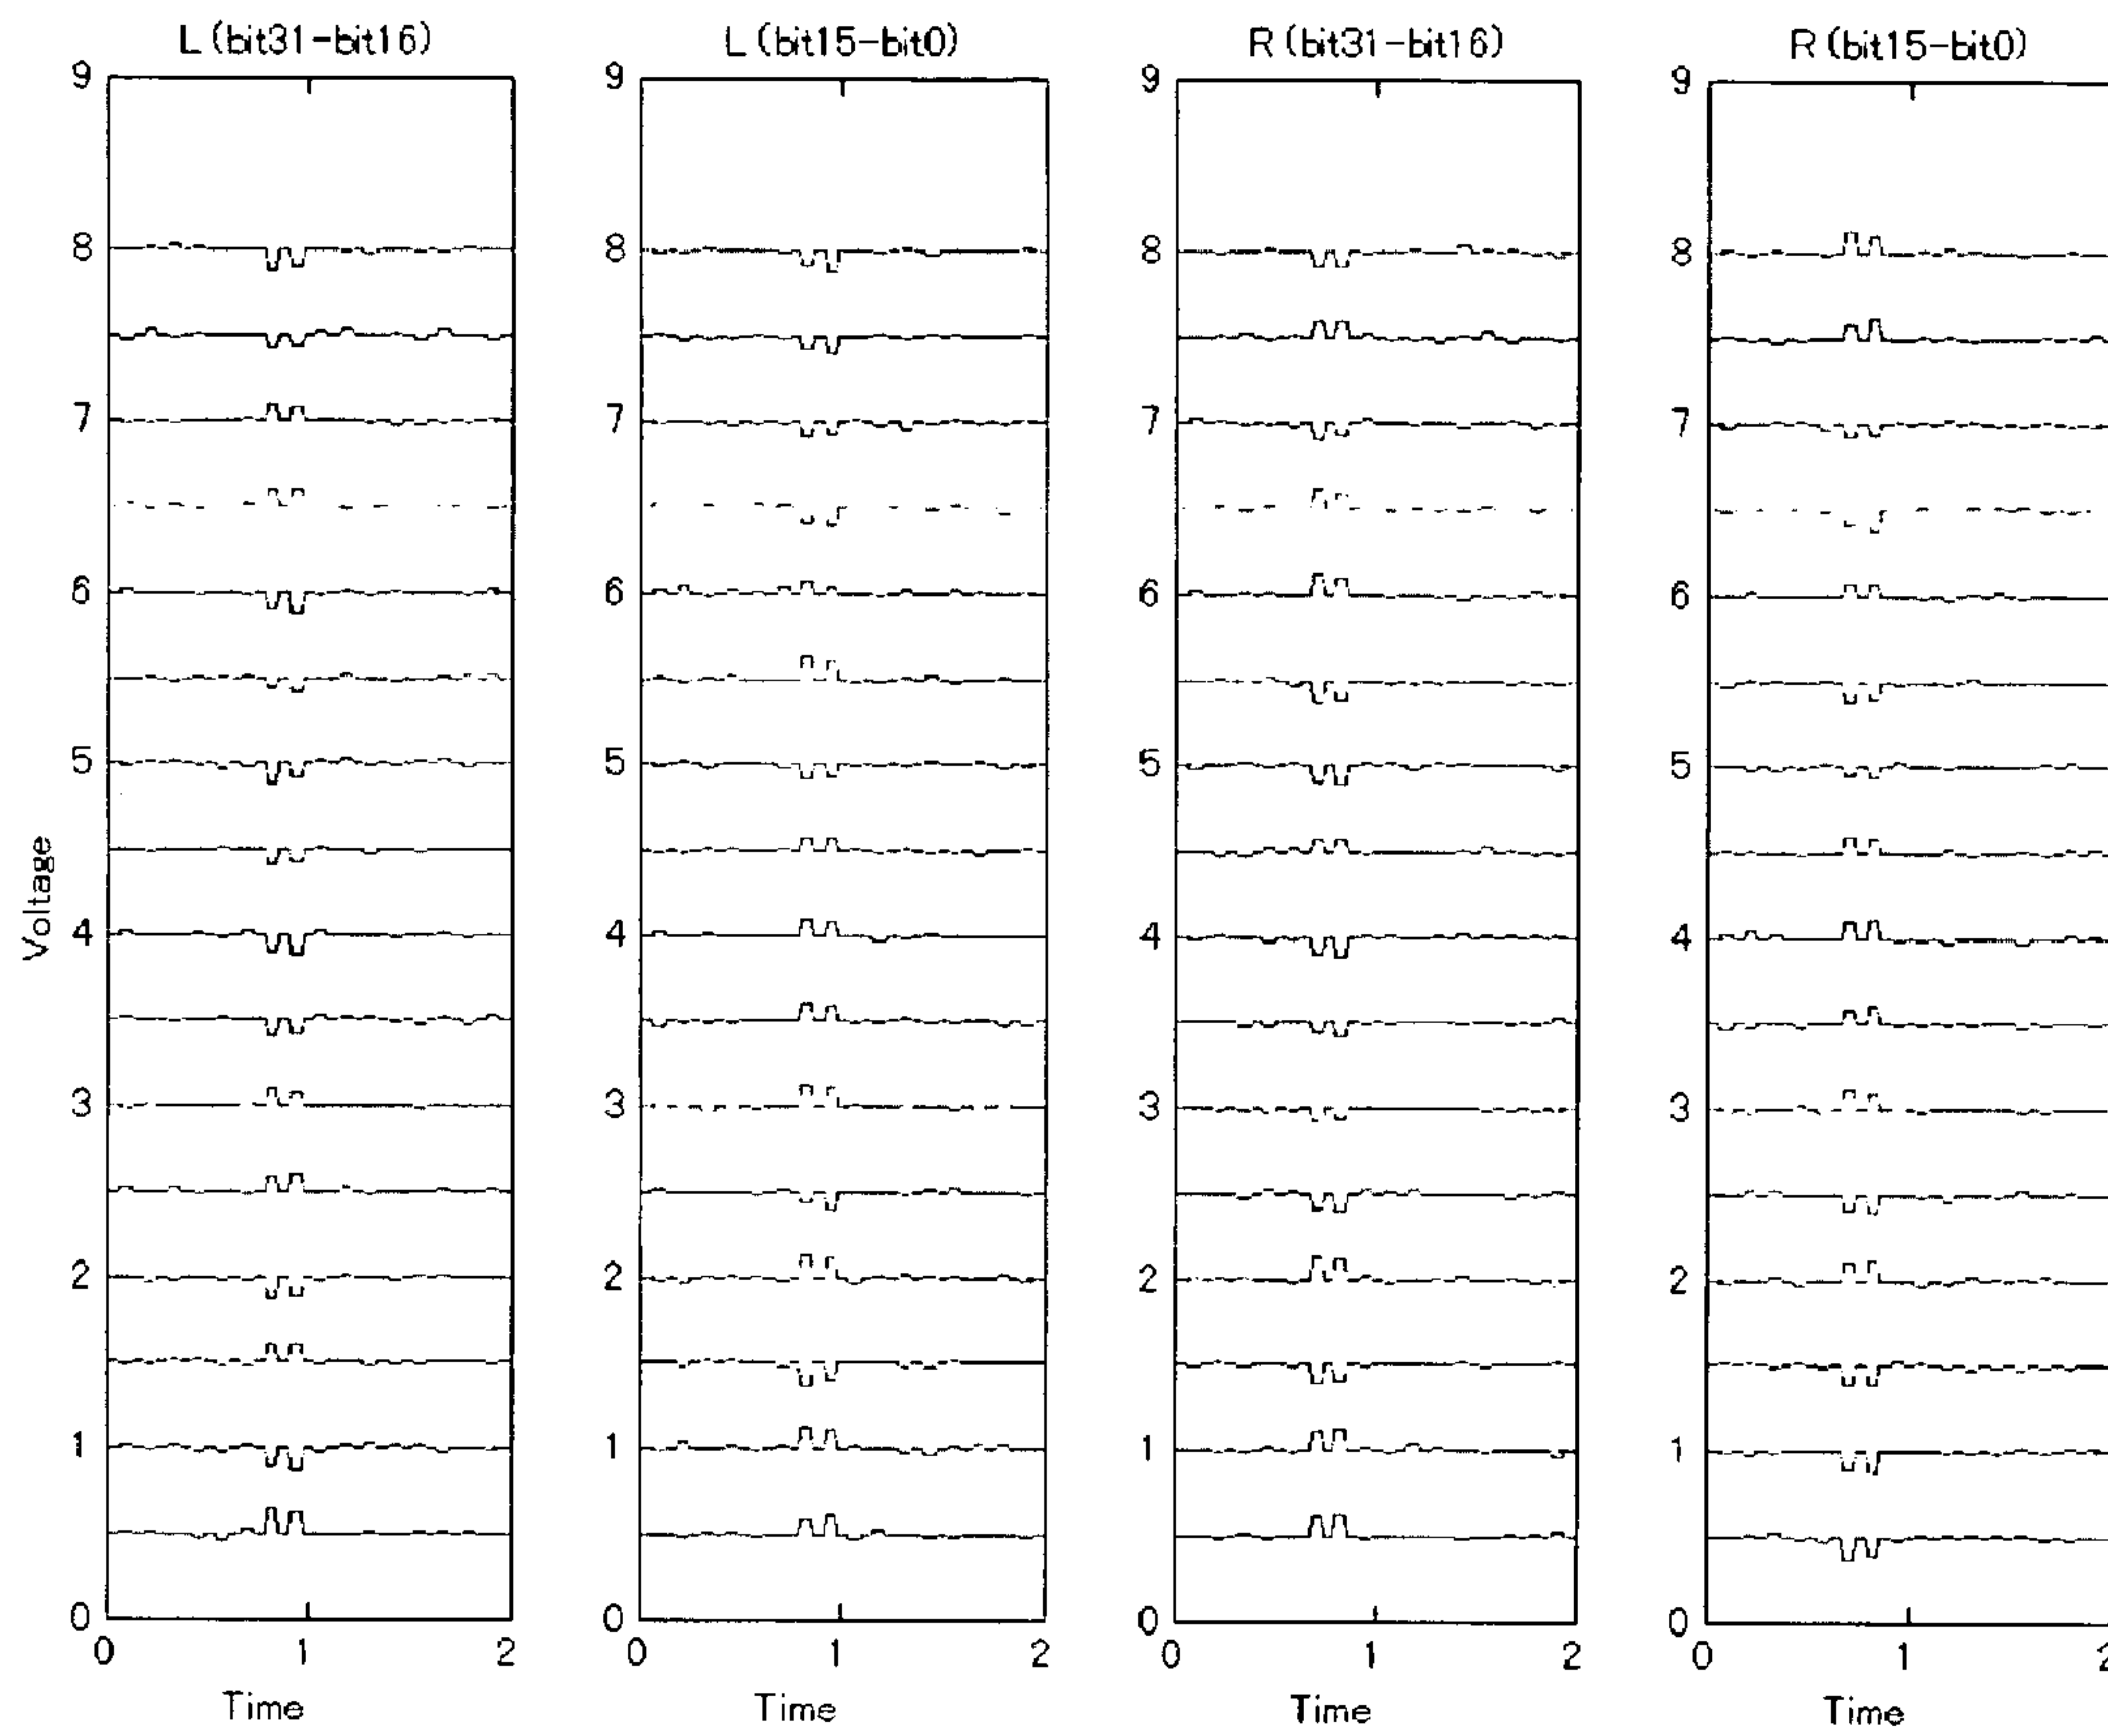 L(bit31-bit16) L(bit15-bit0) R(bit31-bit16) R(bit15-bit0)
9 9 9 9
8 8 8 8
7 7 7 7
6 6 6 6
5 5 5 5
Voltage
4 4 4 4
3 3 3 3
2 2 2 2
1 1 1 1
0 0 0 0
0 1 2 0 1 2 0 1 2 0 1 2
Time Time Time Time